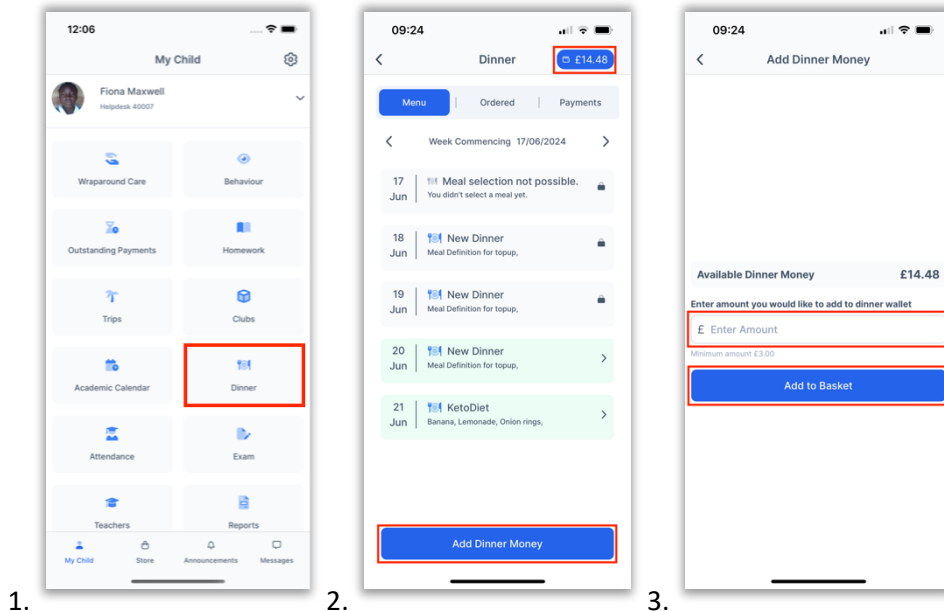 12:06
My Child
Fiona Maxwell
Helpdesk 40007
Wraparound Care
Behaviour
Outstanding Payments
Homework
Trips
Clubs
Academic Calendar
Dinner
Attendance
Exam
Teachers
Reports
My Child
Store
Announcements
Messages
1.
09:24
Dinner
£14.48
Menu
Ordered
Payments
Week Commencing 17/06/2024
17 Jun
Meal selection not possible.
You didn't select a meal yet.
18 Jun
New Dinner
Meal Definition for topup,
19 Jun
New Dinner
Meal Definition for topup,
20 Jun
New Dinner
Meal Definition for topup,
21 Jun
KetoDiet
Banana, Lemonade, Onion rings,
Add Dinner Money
2.
09:24
Add Dinner Money
Available Dinner Money £14.48
Enter amount you would like to add to dinner wallet
£ Enter Amount
Minimum amount £3.00
Add to Basket
3.